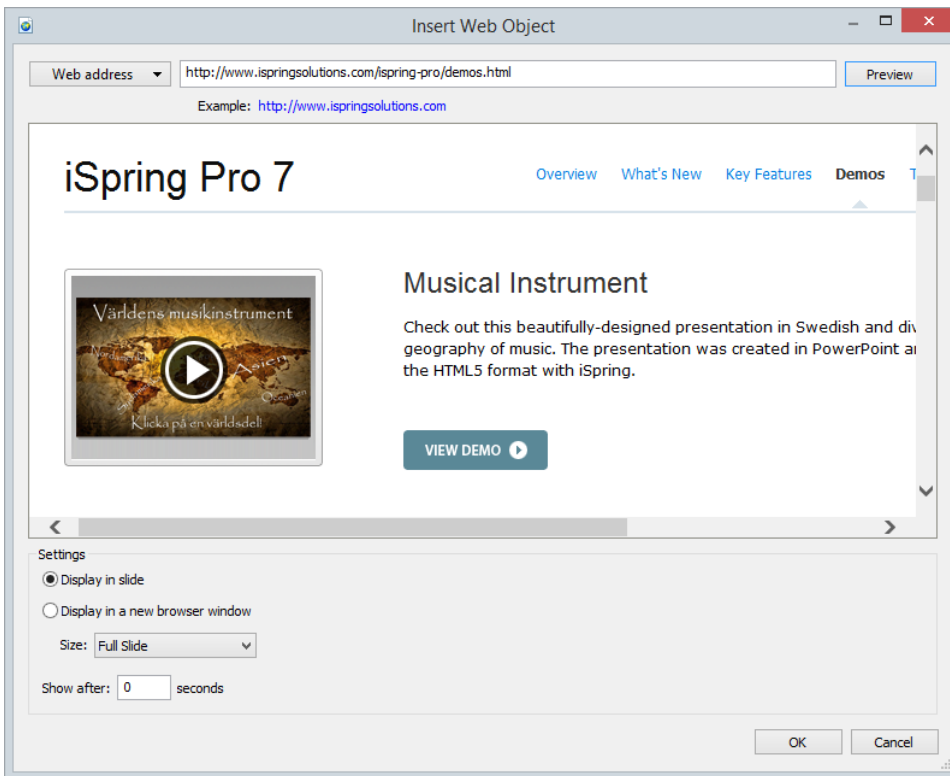 Insert Web Object
Web address
http://www.ispringsolutions.com/ispring-pro/demos.html
Preview
Example: http://www.ispringsolutions.com
iSpring Pro 7
Overview What's New Key Features Demos T
Musical Instrument
Världens musikinstrument
Check out this beautifully-designed presentation in Swedish and div
geography of music. The presentation was created in PowerPoint a
the HTML5 format with iSpring.
Asien
Oceanien
Klicka på en världsdel!
VIEW DEMO
Settings
Display in slide
Display in a new browser window
Size: Full Slide
Show after: 0 seconds
OK Cancel